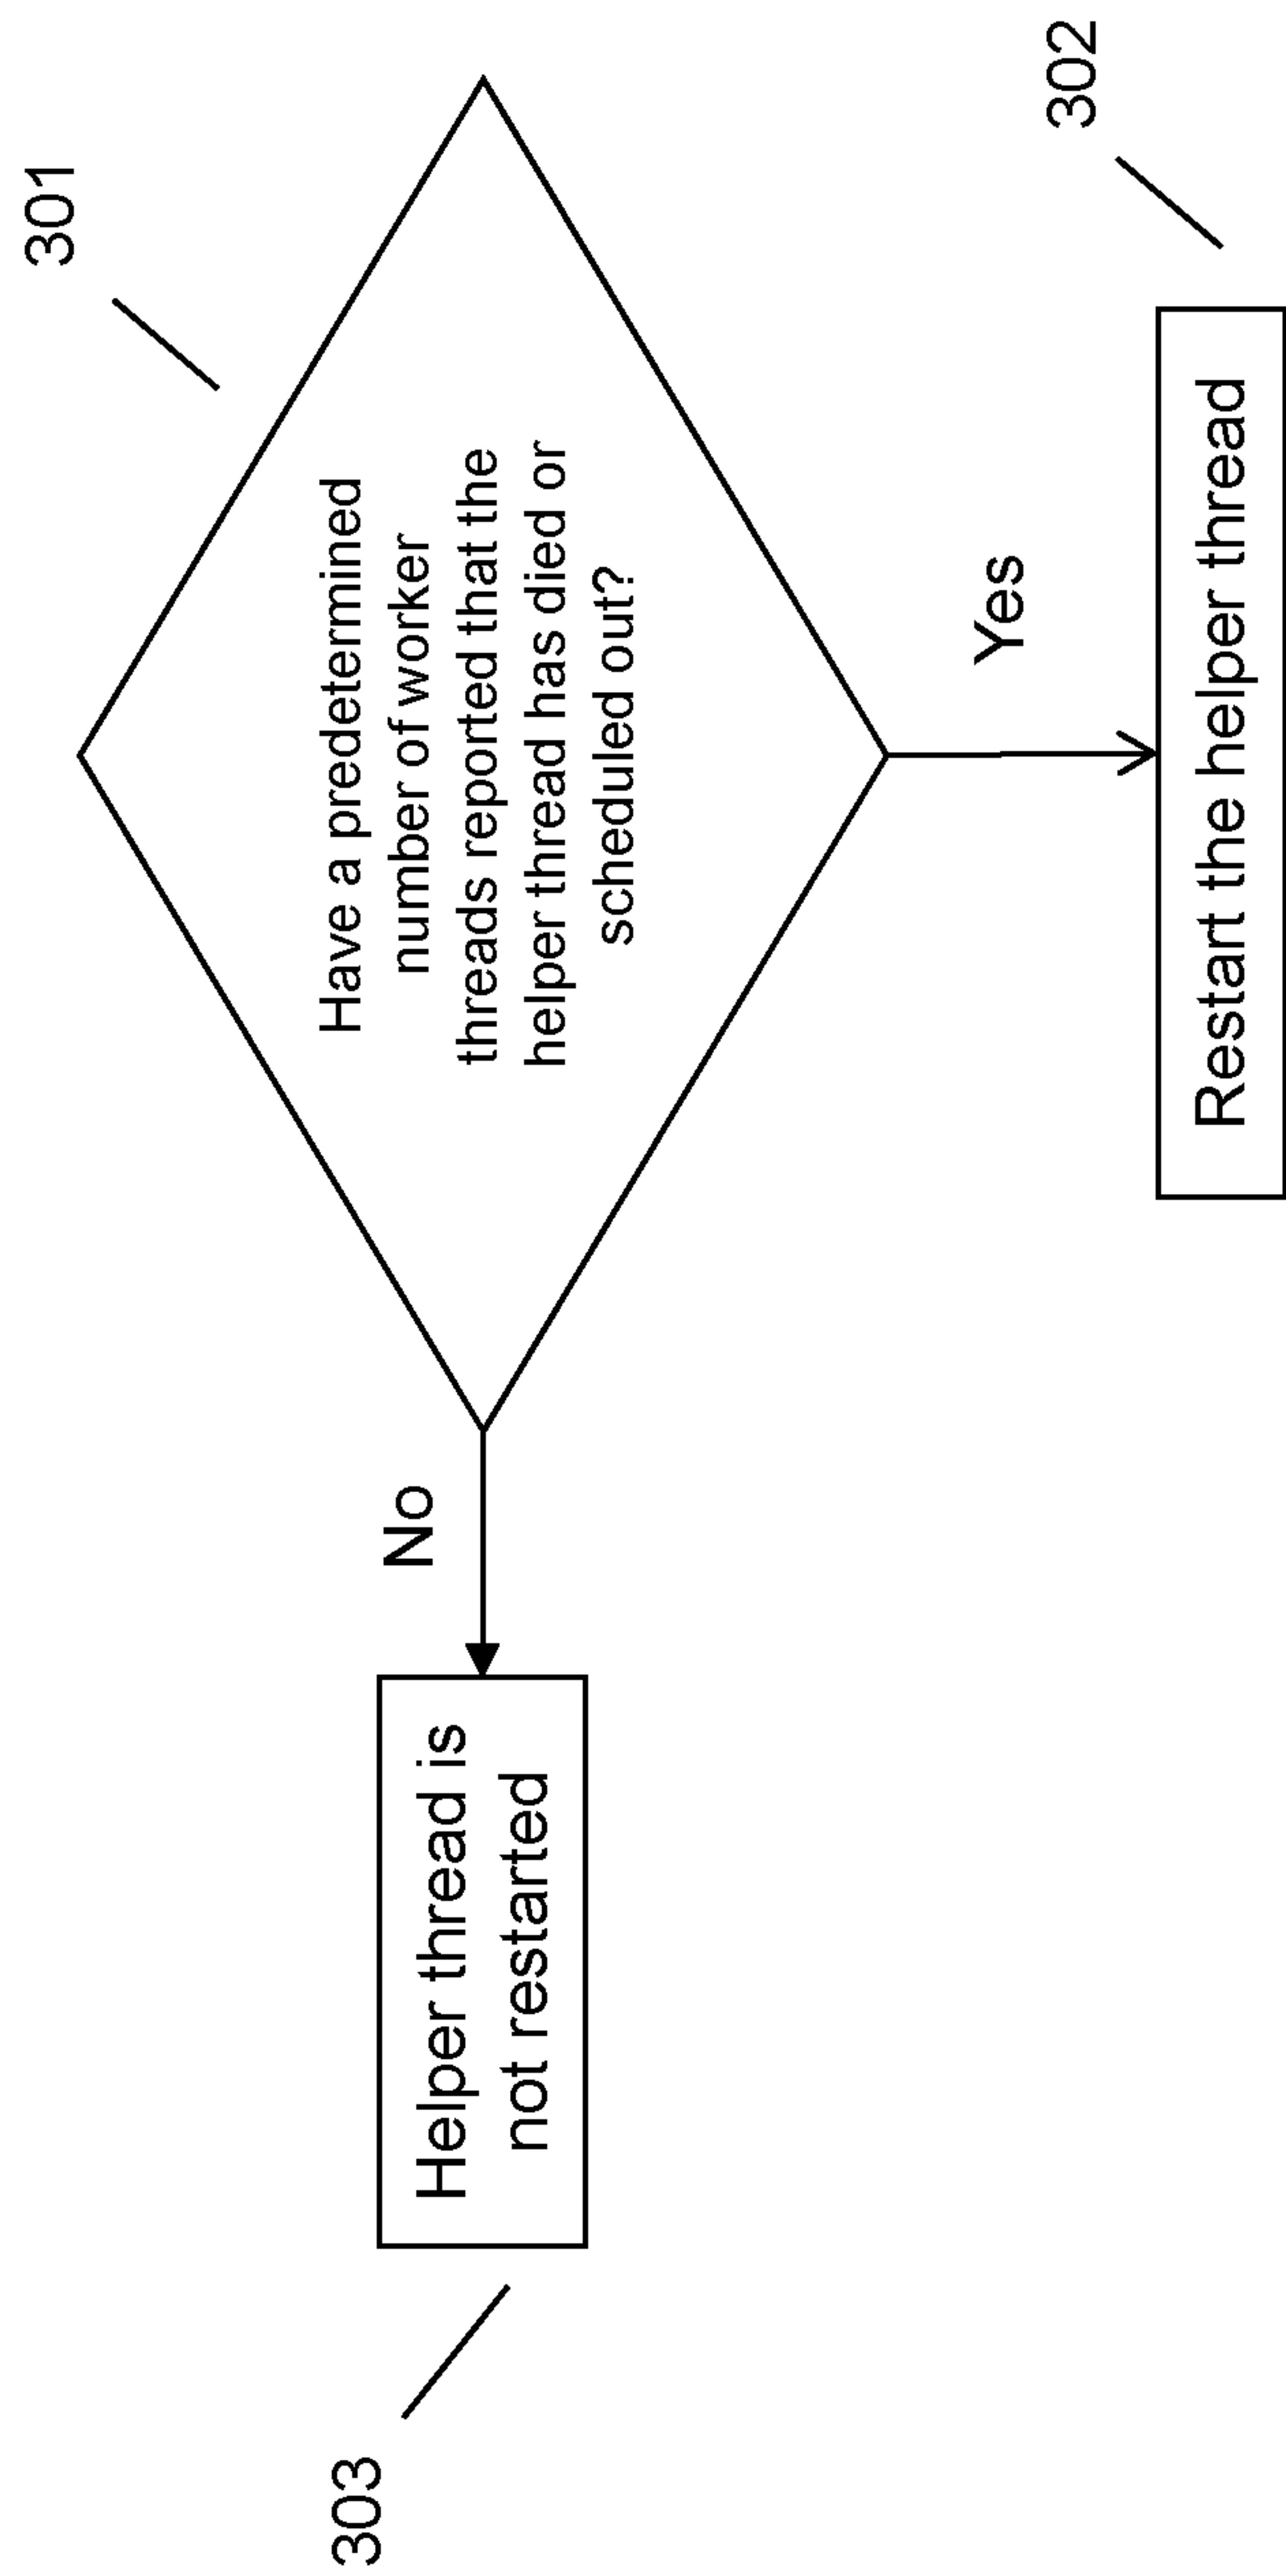 301
Have a predetermined
number of worker
threads reported that the
helper thread has died or
scheduled out?
No
Helper thread is
not restarted
303
Yes
302
Restart the helper thread